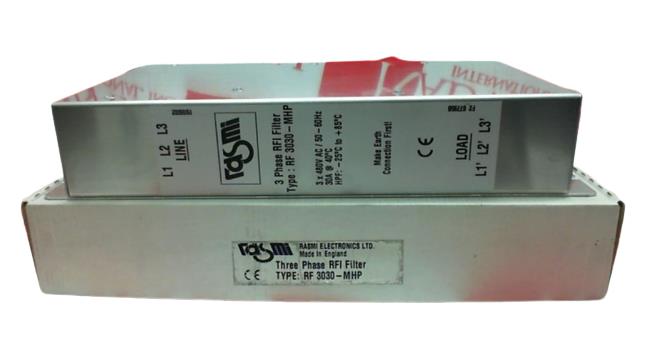 L1 L2 L3
LINE
rasmi
3 Phase RFI Filter
Type : RF 3030-MHP
3 x 480V AC / 50-60Hz
30A @ 40°C
HPF: -25°C to +85°C
Make Earth
Connection First!
CE
LOAD
L1' L2' L3'
INTERNATION
rasmi
RASMI ELECTRONICS LTD.
Made in England
CE
Three Phase RFI Filter
TYPE: RF 3030-MHP